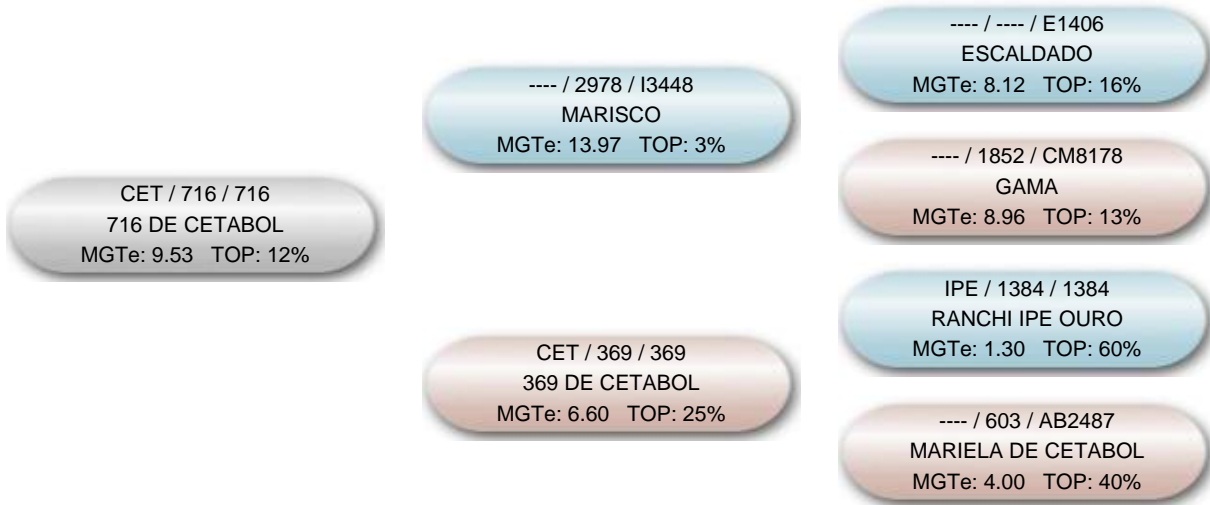 ---- / ---- / E1406
ESCALDADO
MGTe: 8.12 TOP: 16%
---- / 2978 / I3448
MARISCO
MGTe: 13.97 TOP: 3%
---- / 1852 / CM8178
GAMA
MGTe: 8.96 TOP: 13%
CET / 716 / 716
716 DE CETABOL
MGTe: 9.53 TOP: 12%
IPE / 1384 / 1384
RANCHI IPE OURO
MGTe: 1.30 TOP: 60%
CET / 369 / 369
369 DE CETABOL
MGTe: 6.60 TOP: 25%
---- / 603 / AB2487
MARIELA DE CETABOL
MGTe: 4.00 TOP: 40%